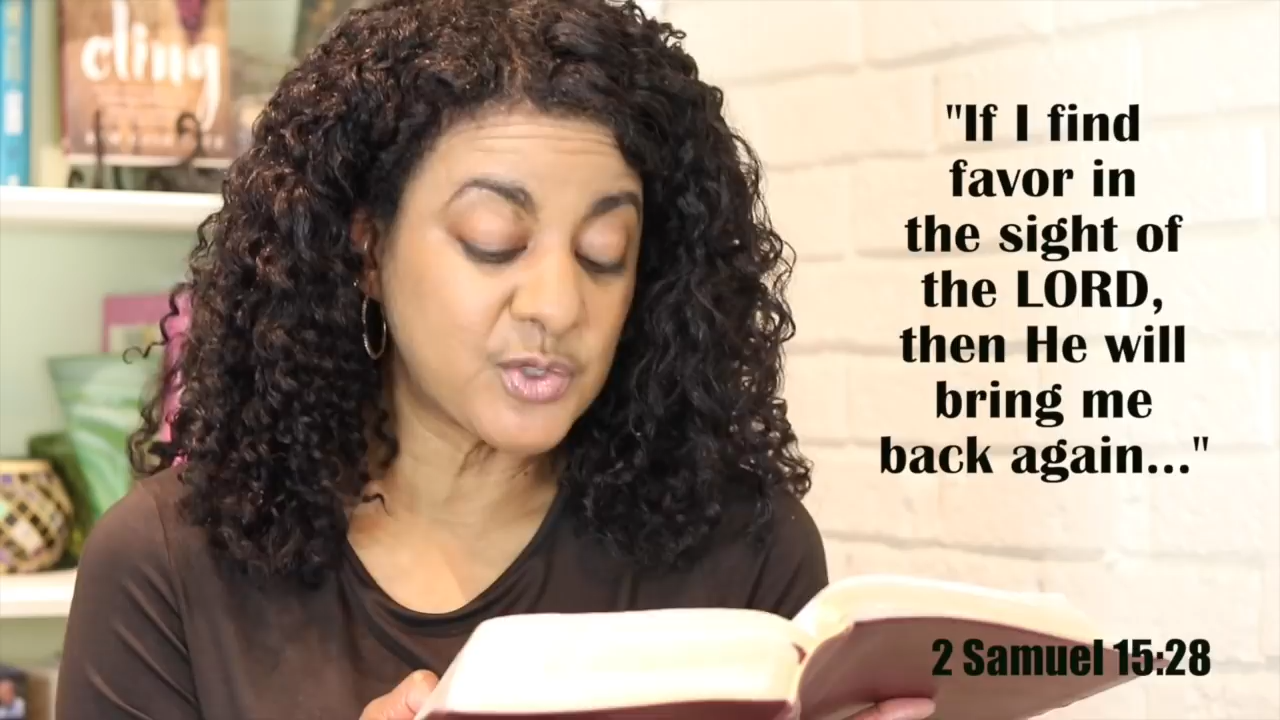 cling
"If I find
favor in
the sight of
the LORD,
then He will
bring me
back again..."
2 Samuel 15:28